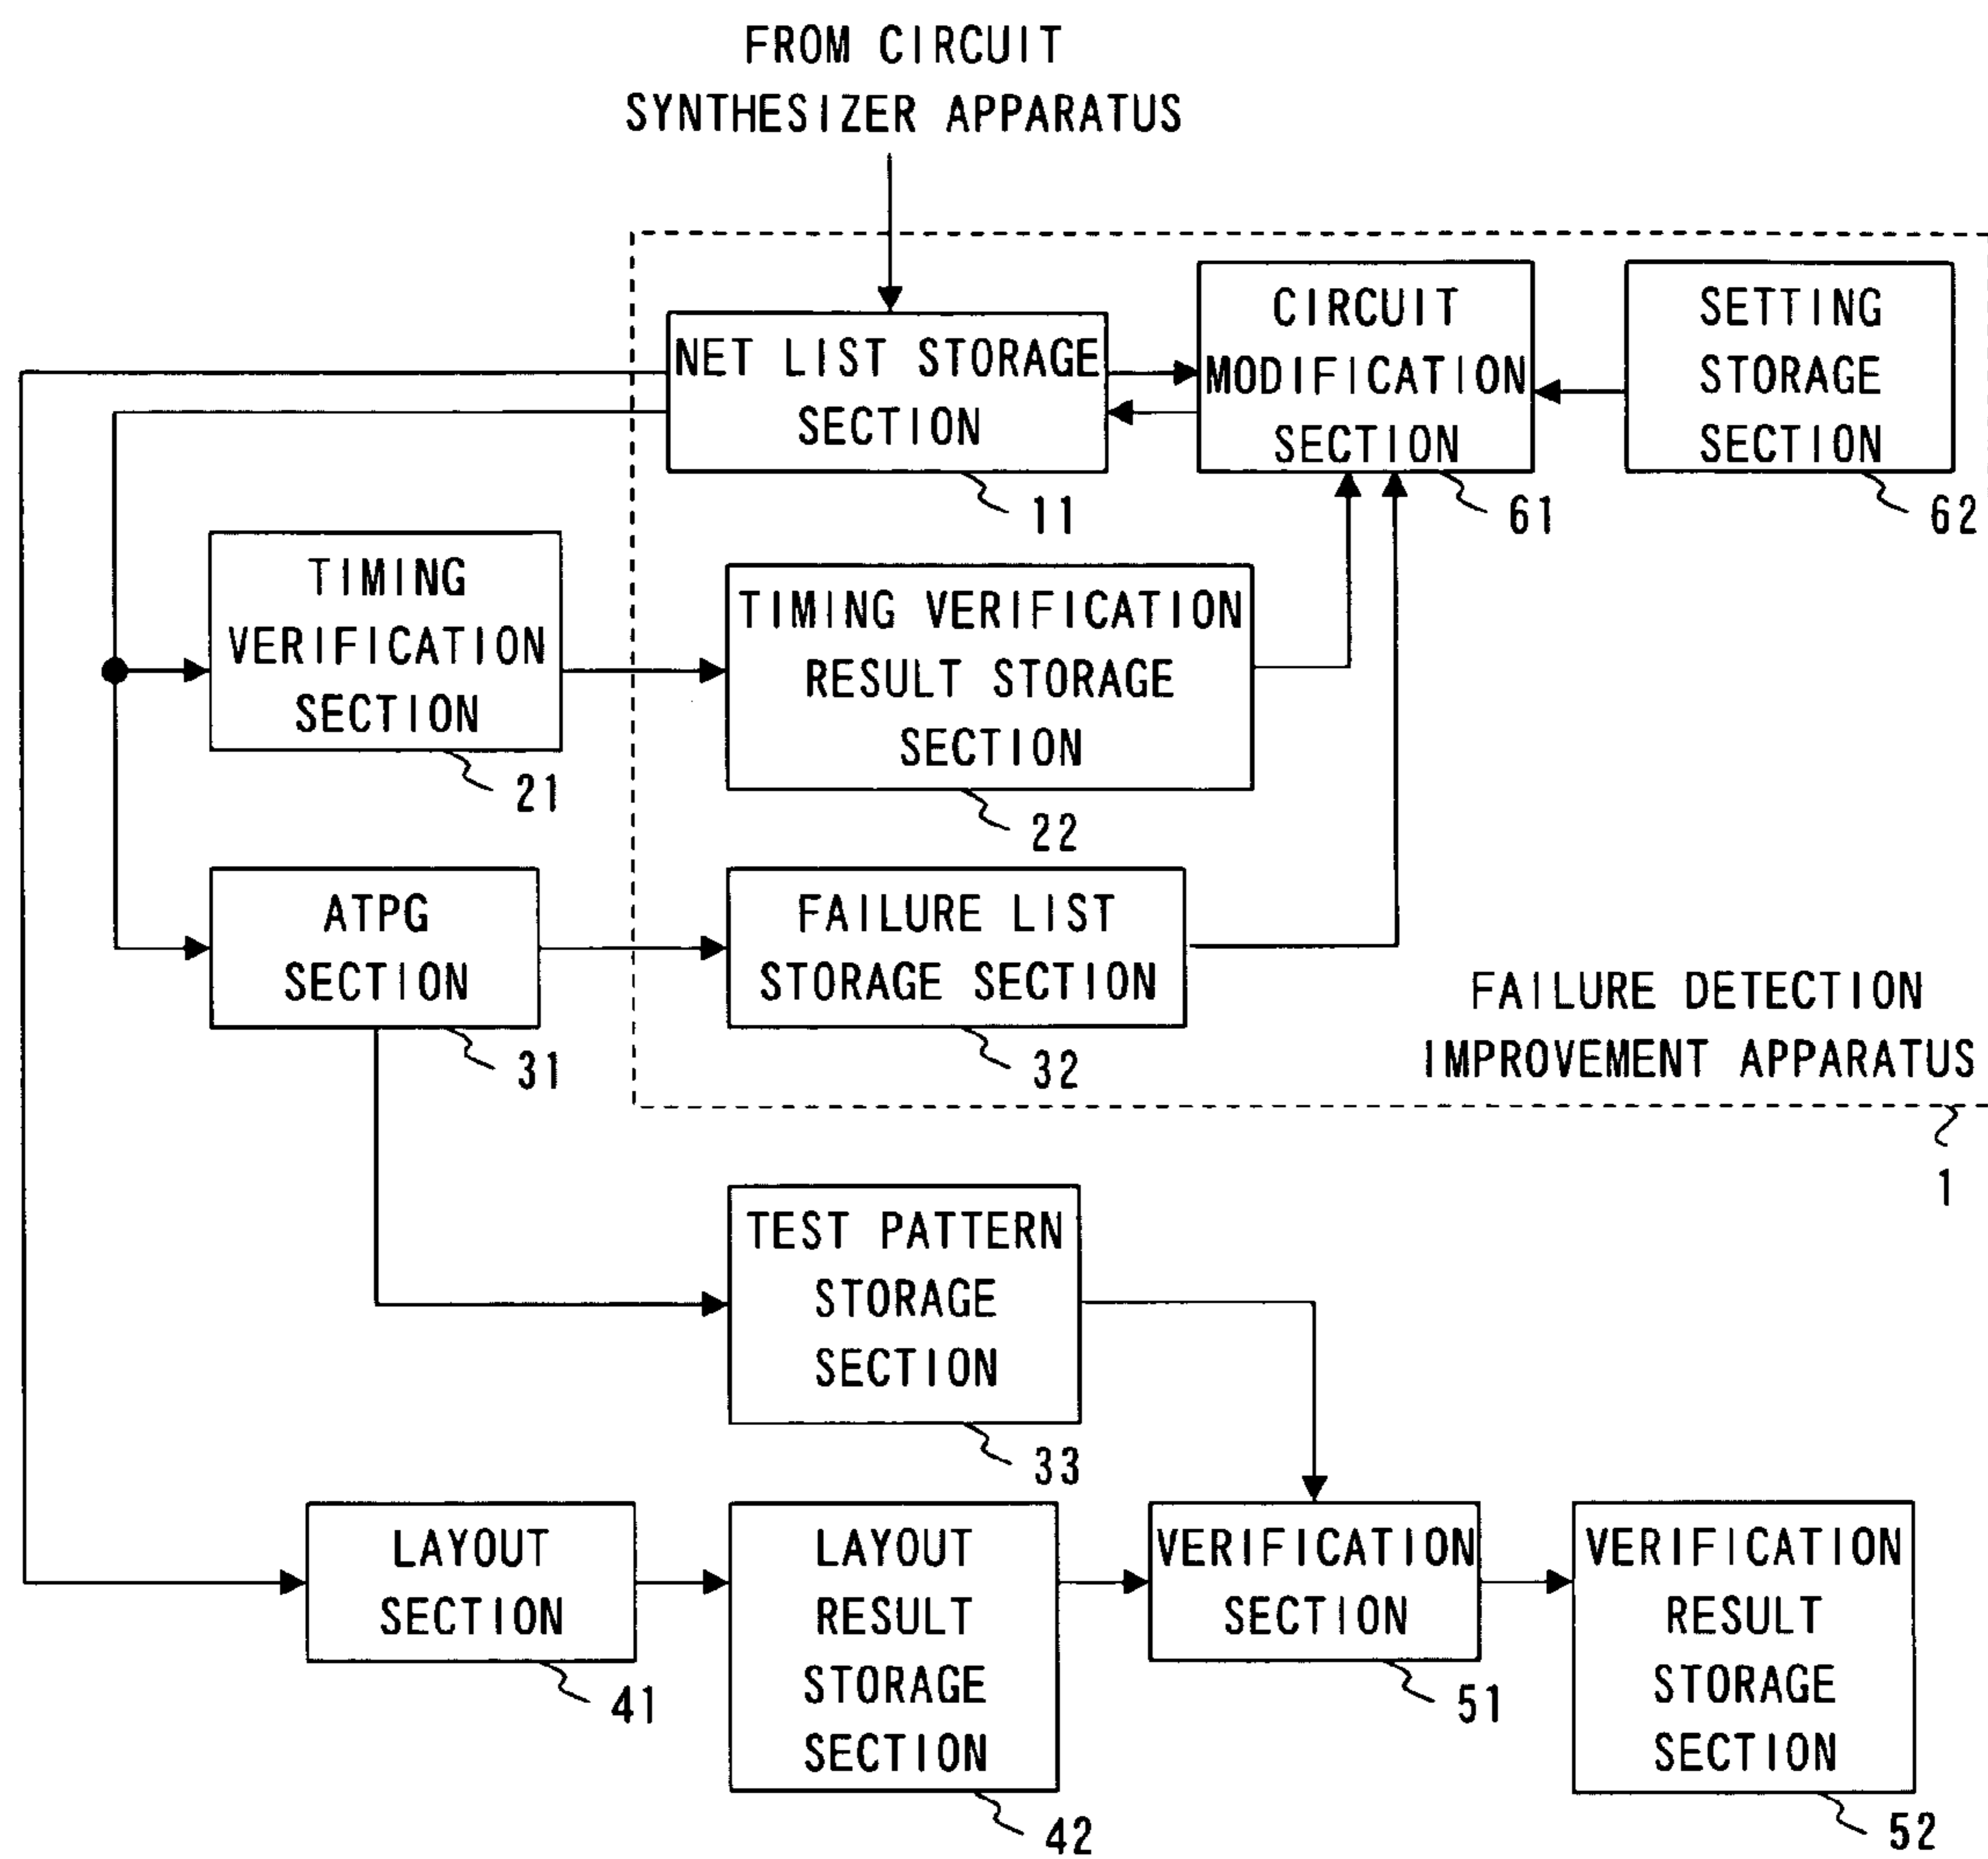 FROM CIRCUIT
SYNTHESIZER APPARATUS
NET LIST STORAGE
SECTION
11
CIRCUIT
MODIFICATION
SECTION
61
SETTING
STORAGE
SECTION
62
TIMING
VERIFICATION
SECTION
21
TIMING VERIFICATION
RESULT STORAGE
SECTION
22
ATPG
SECTION
31
FAILURE LIST
STORAGE SECTION
32
FAILURE DETECTION
IMPROVEMENT APPARATUS
1
TEST PATTERN
STORAGE
SECTION
33
LAYOUT
SECTION
41
LAYOUT
RESULT
STORAGE
SECTION
42
VERIFICATION
SECTION
51
VERIFICATION
RESULT
STORAGE
SECTION
52